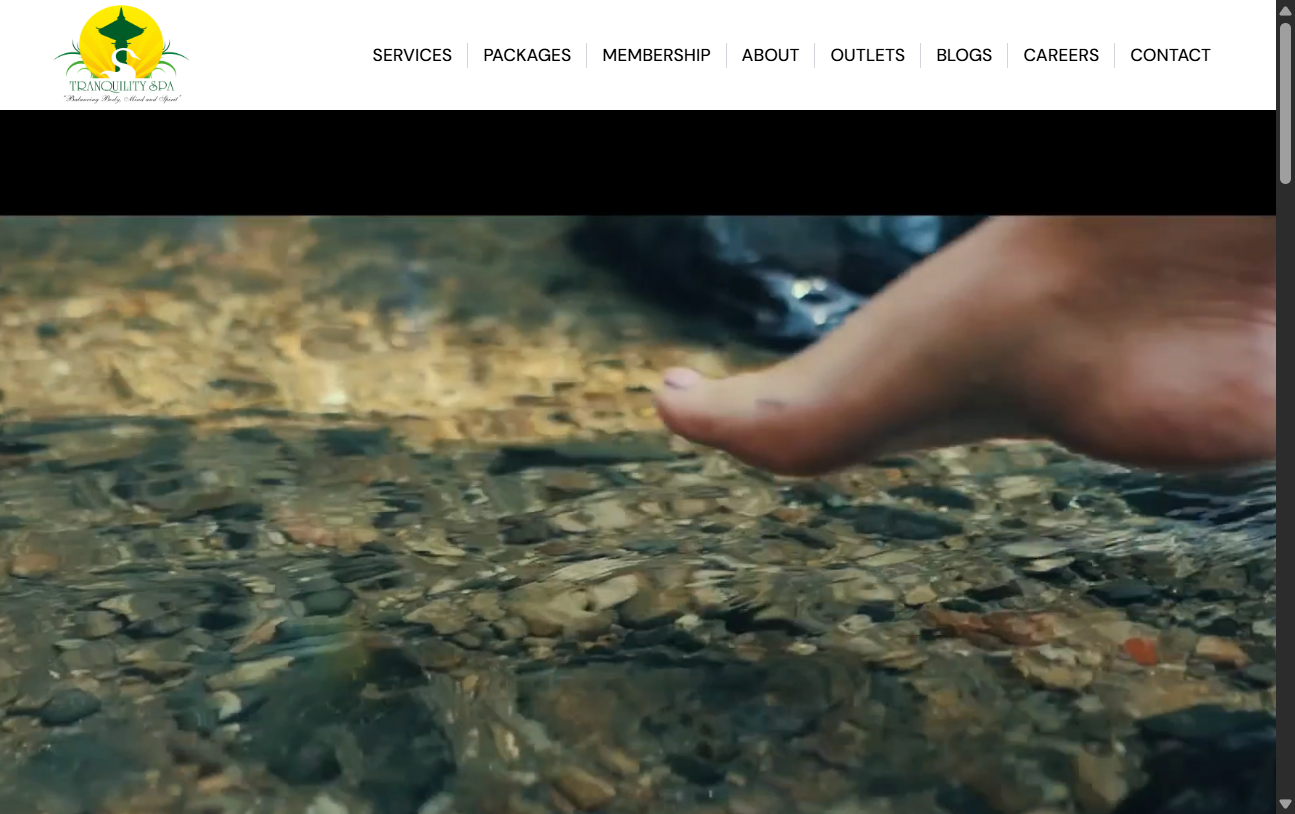 TRANQUILITY SPA
"Balancing Body, Mind and Spirit"
SERVICES PACKAGES MEMBERSHIP ABOUT OUTLETS BLOGS CAREERS CONTACT